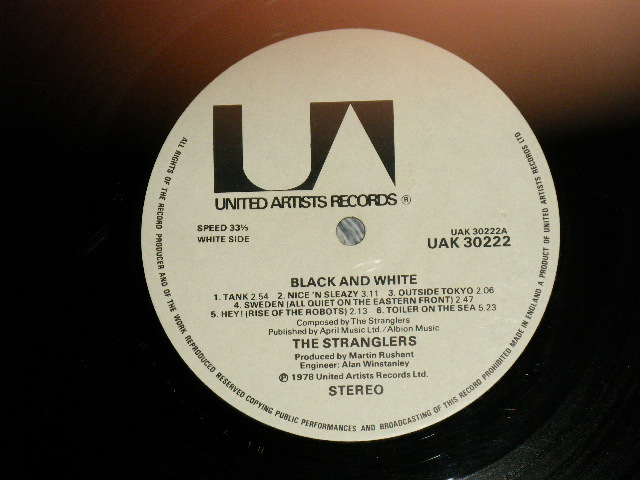 UA
UNITED ARTISTS RECORDS ®
SPEED 33⅓
WHITE SIDE
UAK 30222A
UAK 30222
BLACK AND WHITE
1. TANK 2.54 2. NICE 'N SLEAZY 3.11 3. OUTSIDE TOKYO 2.06
4. SWEDEN (ALL QUIET ON THE EASTERN FRONT) 2.47
5. HEY! (RISE OF THE ROBOTS) 2.13 6. TOILER ON THE SEA 5.23
Composed by The Stranglers
Published by April Music Ltd./Albion Music
THE STRANGLERS
Produced by Martin Rushent
Engineer: Alan Winstanley
℗ 1978 United Artists Records Ltd.
STEREO
ALL RIGHTS OF THE RECORD PRODUCER AND OF THE WORK REPRODUCED RESERVED COPYING PUBLIC PERFORMANCES AND BROADCASTING OF THIS RECORD PROHIBITED MADE IN ENGLAND A PRODUCT OF UNITED ARTISTS RECORDS LTD